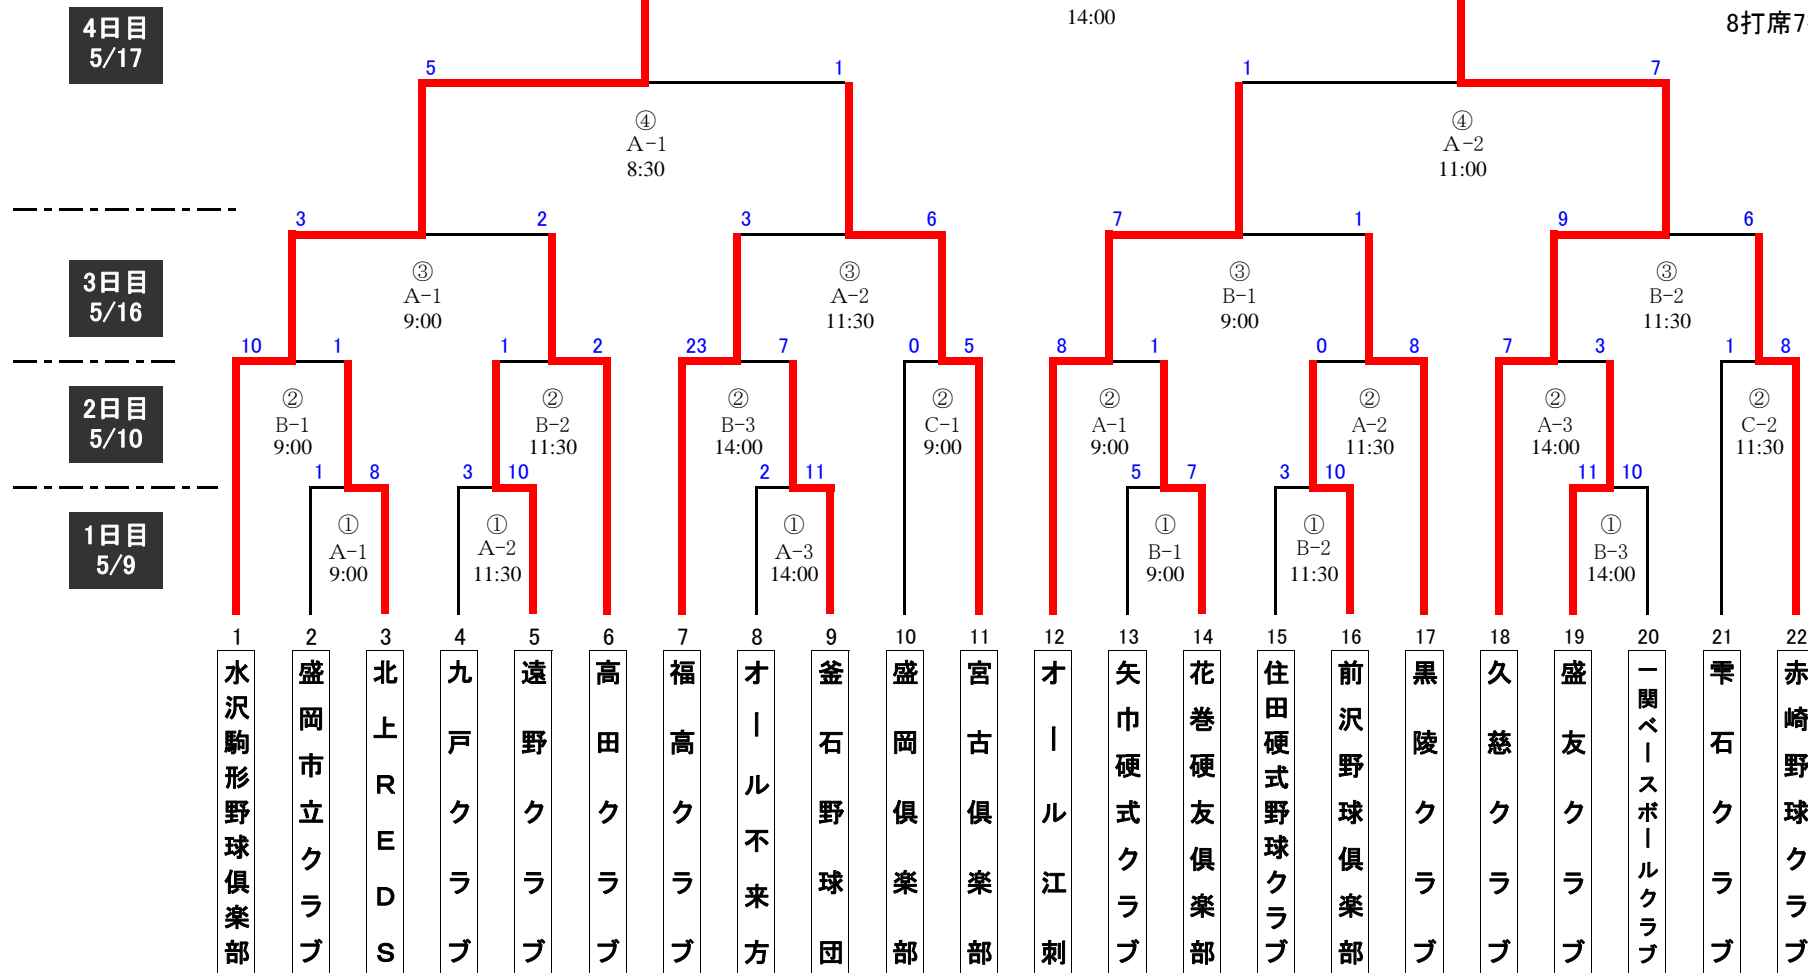 14:00
8打席7
4日目
5/17
5 1 1 7
④
A-1
8:30
④
A-2
11:00
3 2 3 6 7 1 9 6
3日目
5/16
③
A-1
9:00
③
A-2
11:30
③
B-1
9:00
③
B-2
11:30
10 1 1 2 23 7 0 5 8 1 0 8 7 3 1 8
2日目
5/10
②
B-1
9:00
②
B-2
11:30
②
B-3
14:00
②
C-1
9:00
②
A-1
9:00
②
A-2
11:30
②
A-3
14:00
②
C-2
11:30
1 8 3 10 2 11 5 7 3 10 11 10
1日目
5/9
①
A-1
9:00
①
A-2
11:30
①
A-3
14:00
①
B-1
9:00
①
B-2
11:30
①
B-3
14:00
1 2 3 4 5 6 7 8 9 10 11 12 13 14 15 16 17 18 19 20 21 22
水沢駒形野球倶楽部
盛岡市立クラブ
北上REDS
九戸クラブ
遠野クラブ
高田クラブ
福高クラブ
オール不来方
釜石野球団
盛岡倶楽部
宮古倶楽部
オール江刺
矢巾硬式クラブ
花巻硬友倶楽部
住田硬式野球クラブ
前沢野球倶楽部
黒陵クラブ
久慈クラブ
盛友クラブ
一関ベースボールクラブ
雫石クラブ
赤崎野球クラブ